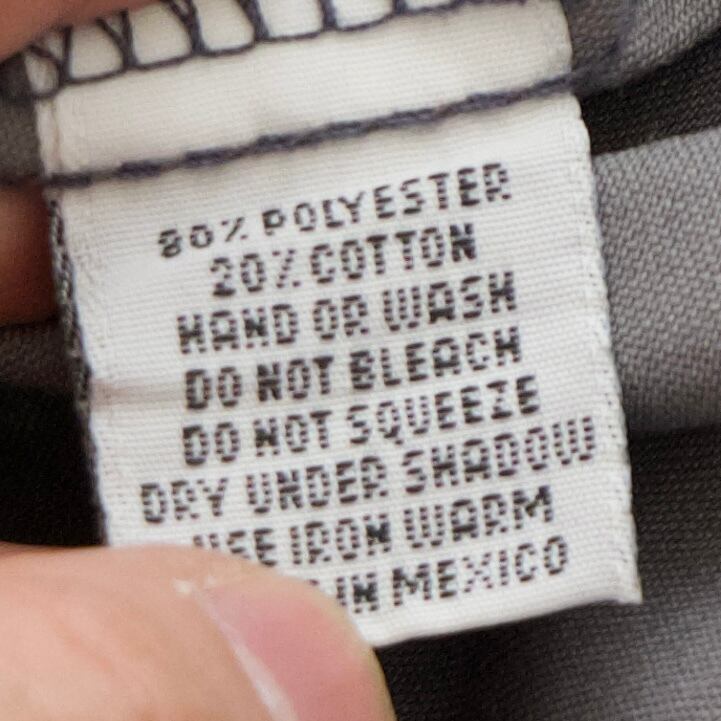 80% POLYESTER
20% COTTON
HAND OR WASH
DO NOT BLEACH
DO NOT SQUEEZE
DRY UNDER SHADOW
USE IRON WARM
IN MEXICO